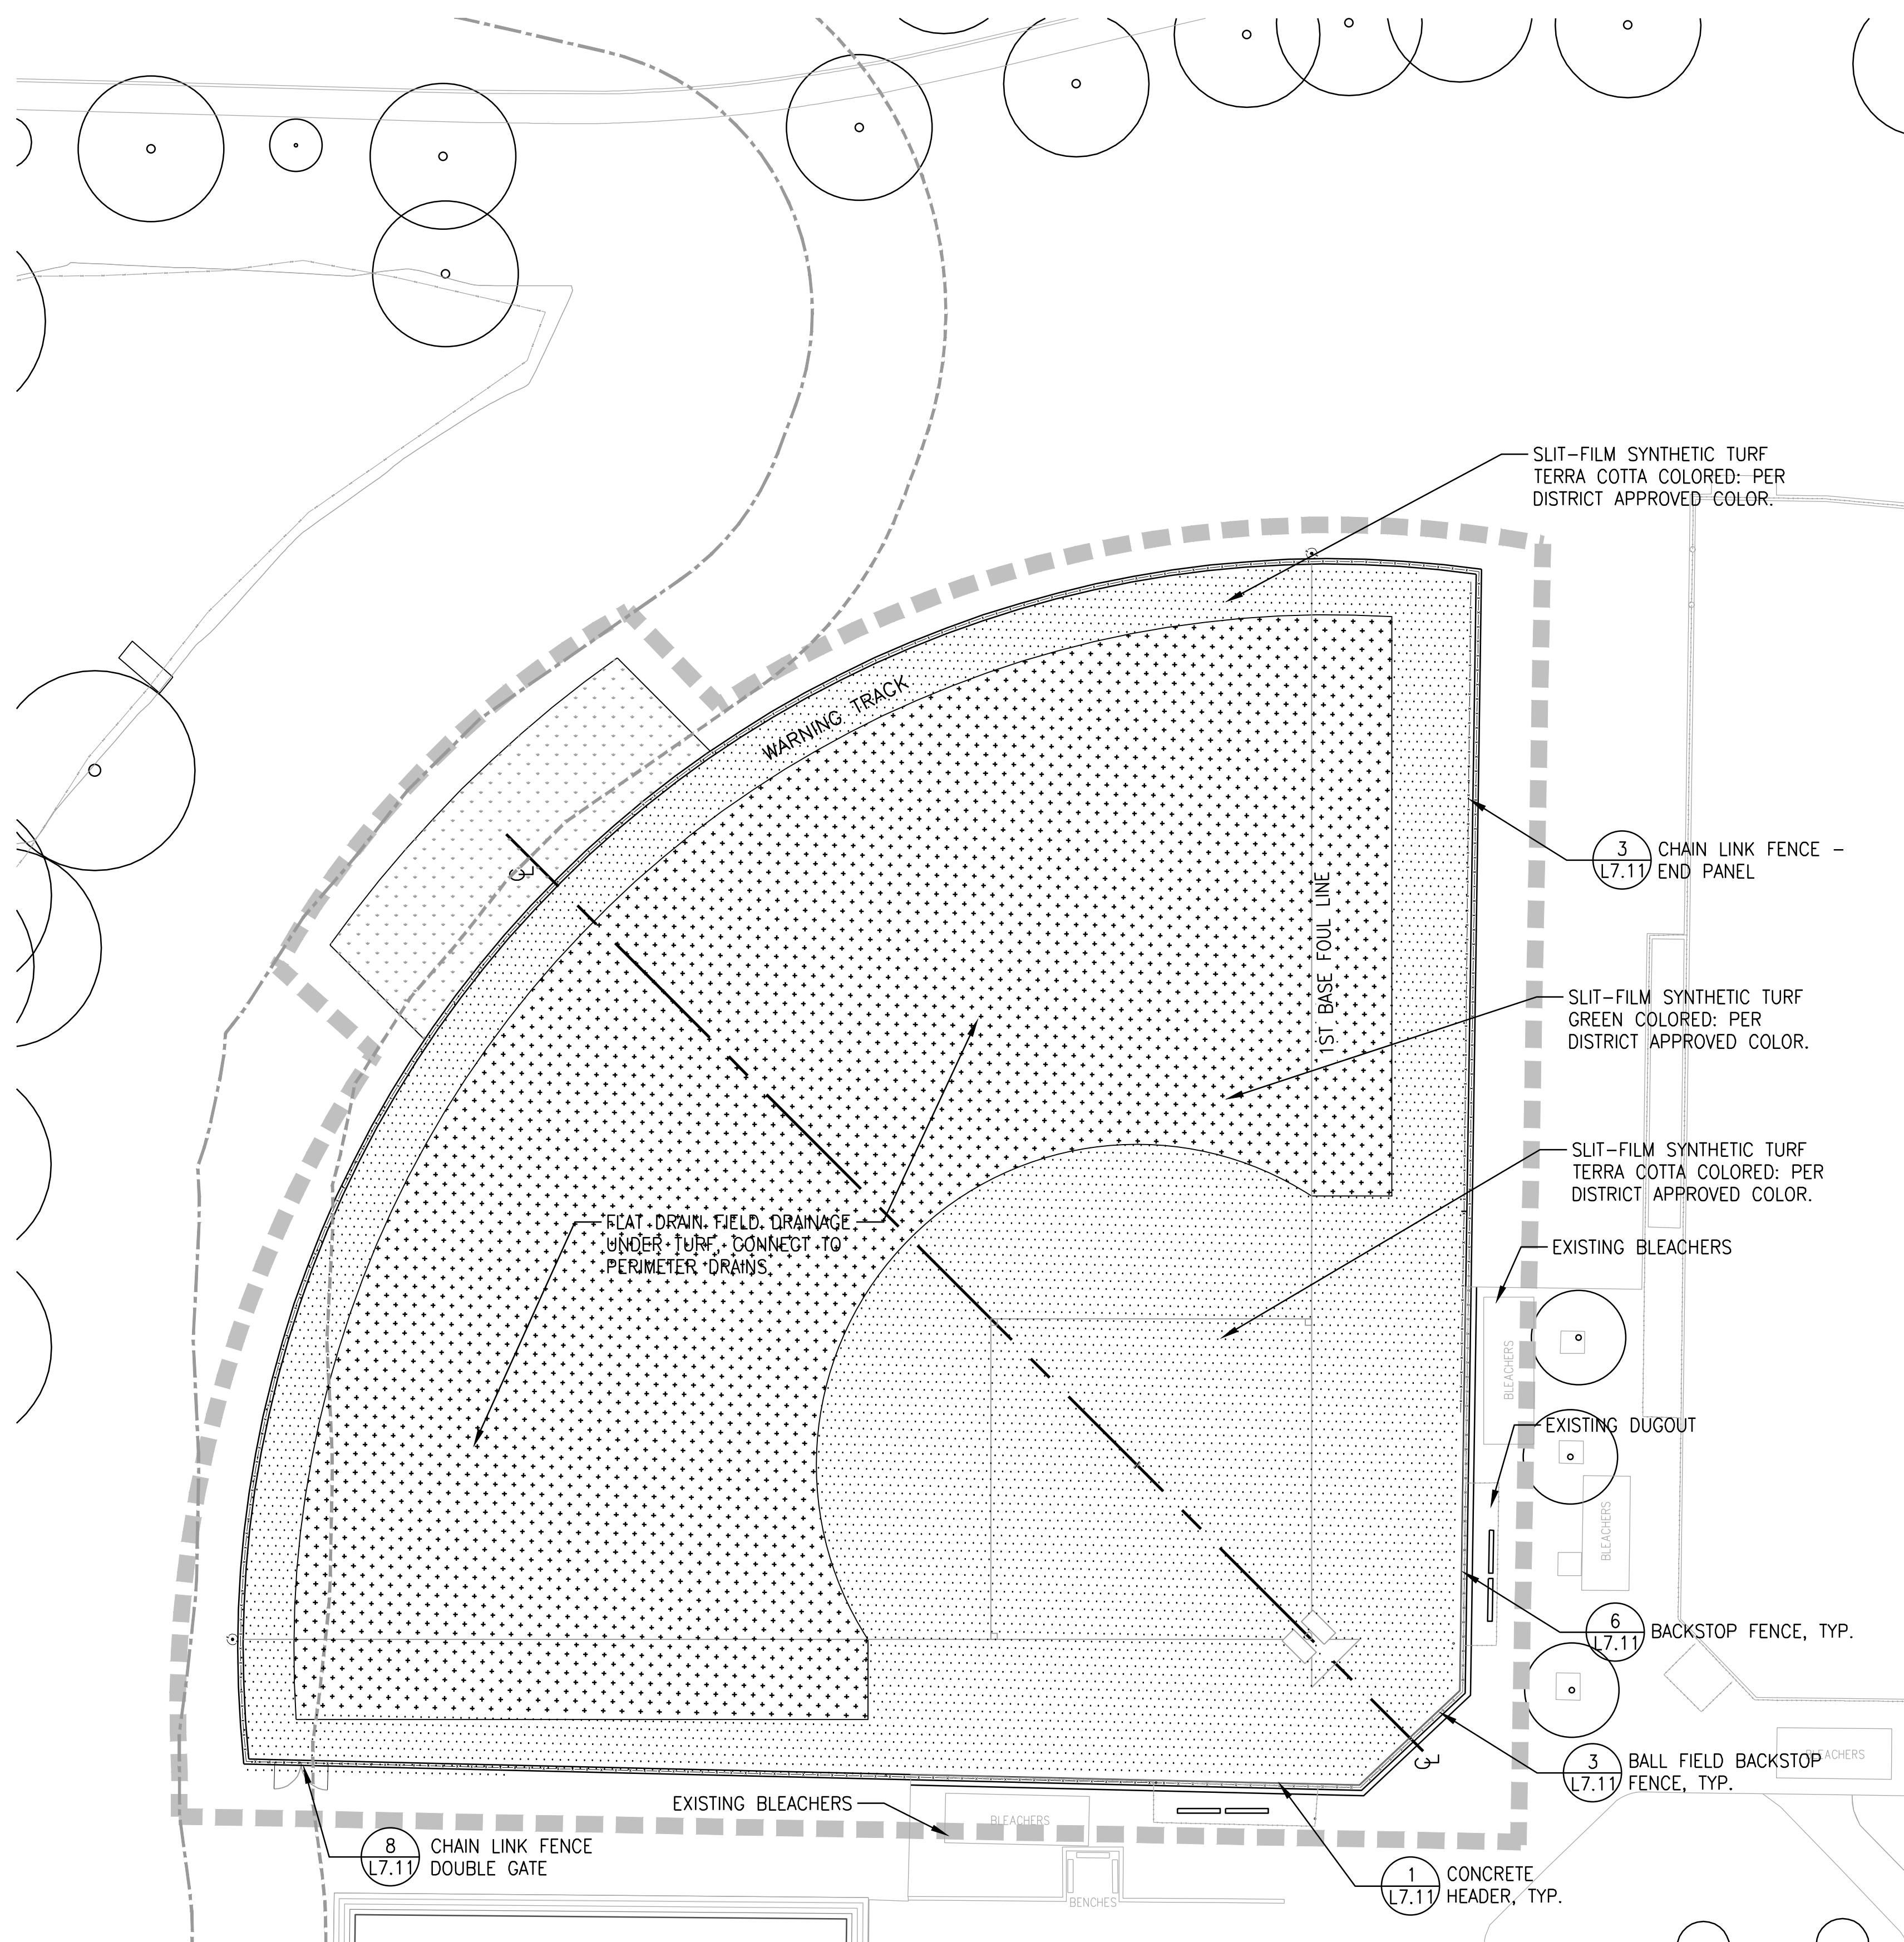 SLIT-FILM SYNTHETIC TURF
TERRA COTTA COLORED: PER
DISTRICT APPROVED COLOR.
WARNING TRACK
3
L7.11
CHAIN LINK FENCE -
END PANEL
1ST BASE FOUL LINE
CL
SLIT-FILM SYNTHETIC TURF
GREEN COLORED: PER
DISTRICT APPROVED COLOR.
SLIT-FILM SYNTHETIC TURF
TERRA COTTA COLORED: PER
DISTRICT APPROVED COLOR.
FLAT DRAIN FIELD DRAINAGE
UNDER TURF, CONNECT TO
PERIMETER DRAINS
EXISTING BLEACHERS
BLEACHERS
EXISTING DUGOUT
BLEACHERS
6
L7.11
BACKSTOP FENCE, TYP.
CL
3
L7.11
BALL FIELD BACKSTOP
FENCE, TYP.
BLEACHERS
EXISTING BLEACHERS
BLEACHERS
8
L7.11
CHAIN LINK FENCE
DOUBLE GATE
1
L7.11
CONCRETE
HEADER, TYP.
BENCHES